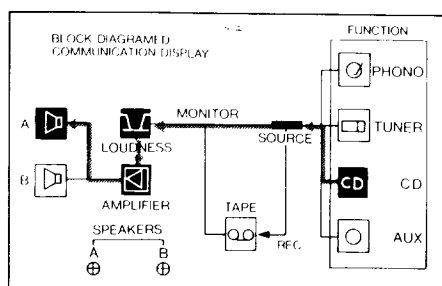 FUNCTION
BLOCK DIAGRAMED
COMMUNICATION DISPLAY
PHONO
MONITOR
A
TUNER
LOUDNESS
SOURCE
B
CD
CD
AMPLIFIER
TAPE
SPEAKERS
AUX
A B
REC